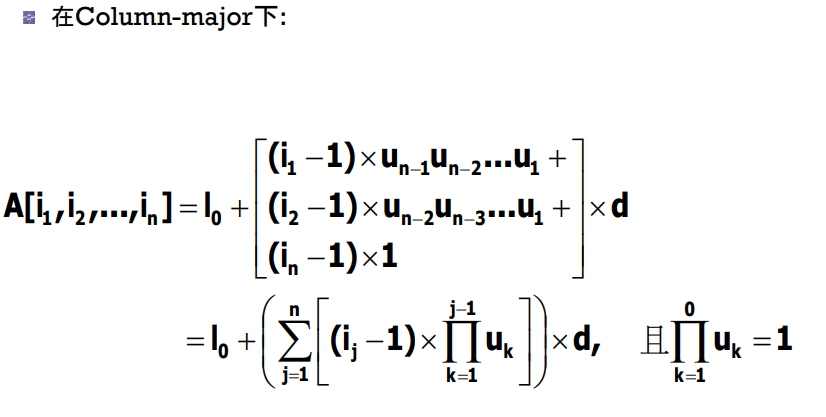 在Column-major下:
A[i₁,i₂,...,iₙ] = l₀ + [(i₁ −1)×uₙ₋₁uₙ₋₂...u₁ +
(i₂ −1)×uₙ₋₂uₙ₋₃...u₁ +
(iₙ −1)×1] ×d
= l₀ + (∑ⱼ₌₁ⁿ [(iⱼ −1)× ∏ₖ₌₁ʲ⁻¹ uₖ]) ×d, 且 ∏ₖ₌₁⁰ uₖ = 1